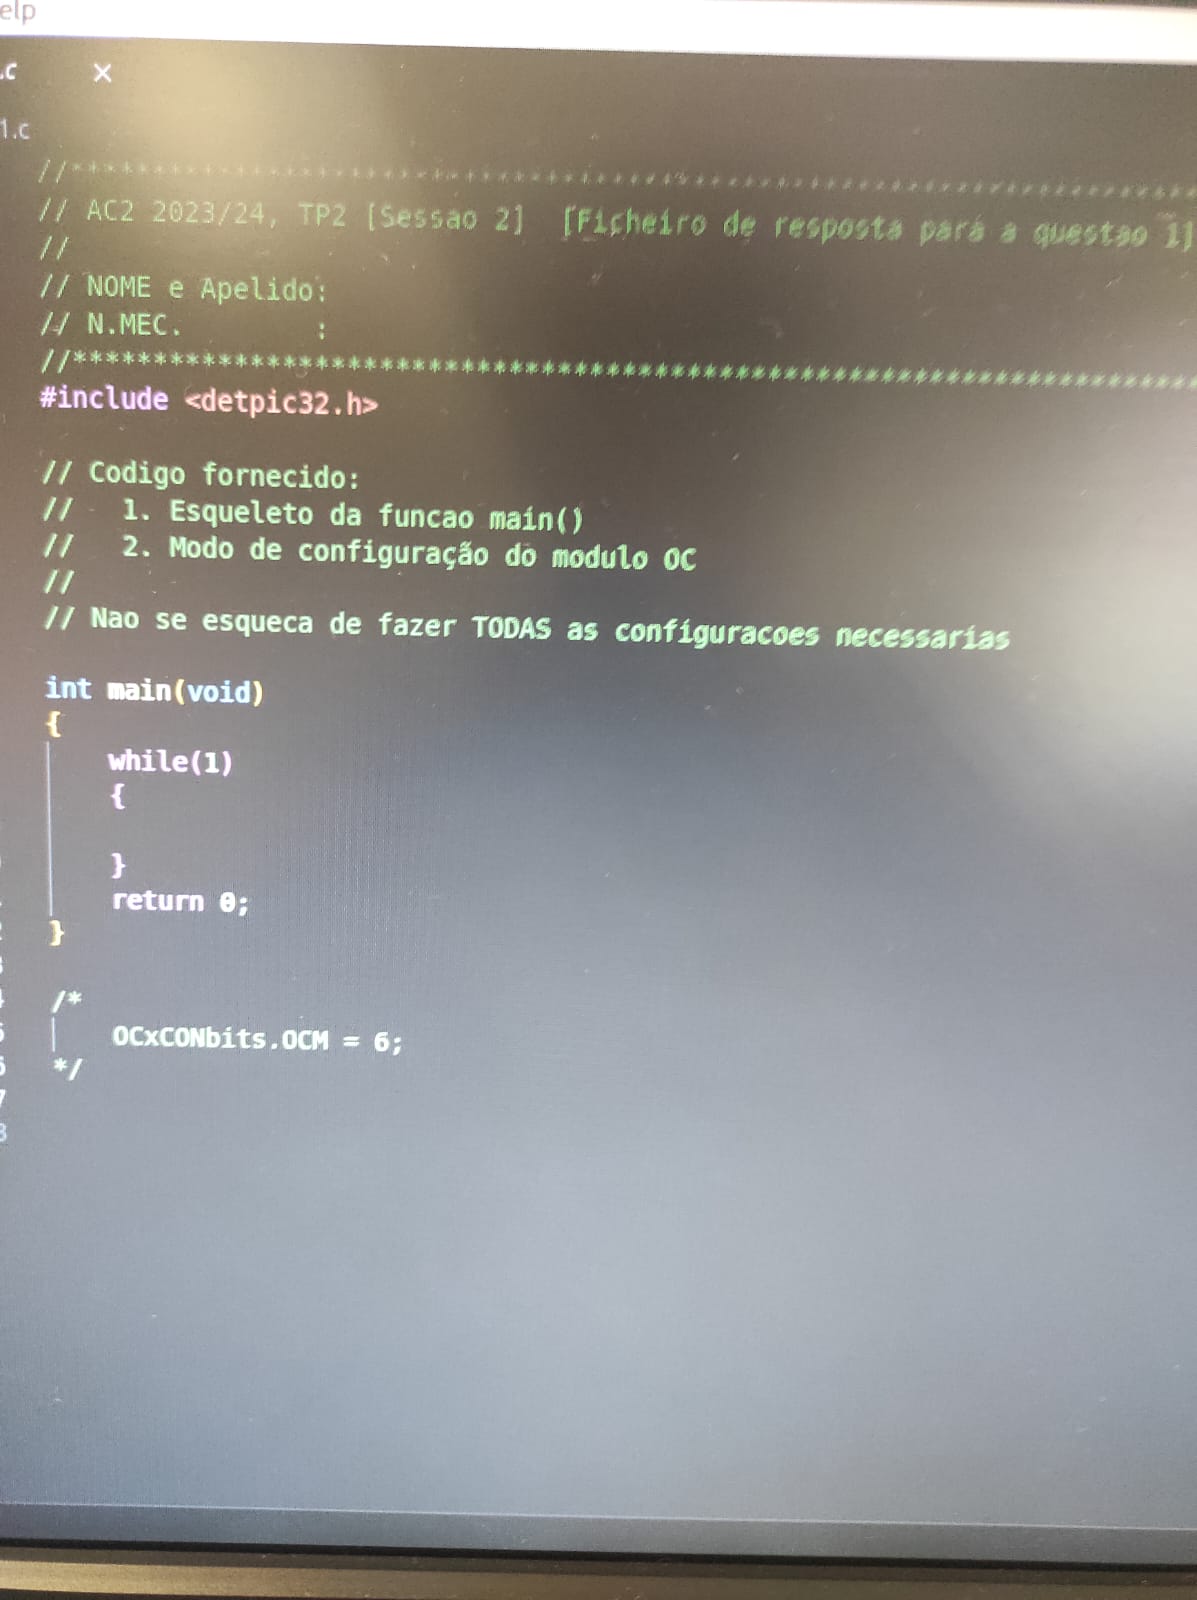 elp
.c ×
1.c
//**********************************************************************
// AC2 2023/24, TP2 [Sessao 2] [Ficheiro de resposta para a questao 1]
//
// NOME e Apelido:
// N.MEC. :
//**********************************************************************
#include <detpic32.h>
// Codigo fornecido:
// 1. Esqueleto da funcao main()
// 2. Modo de configuração do modulo OC
//
// Nao se esqueca de fazer TODAS as configuracoes necessarias
int main(void)
{
while(1)
{
}
return 0;
}
/*
OCxCONbits.OCM = 6;
*/